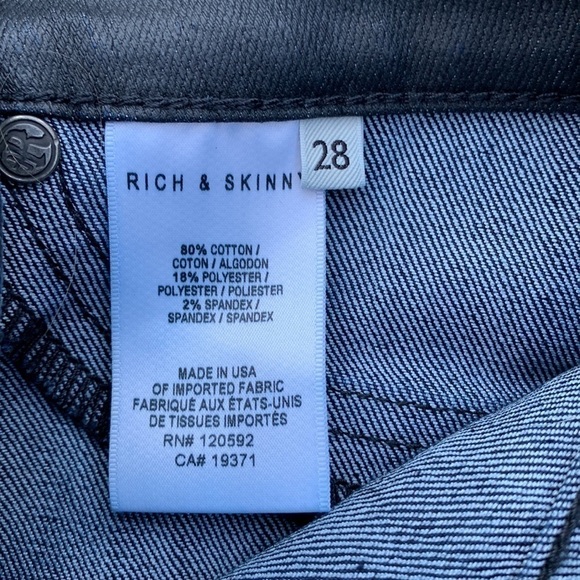 RICH & SKINNY
28
80% COTTON /
COTON / ALGODON
18% POLYESTER /
POLYESTER / POLIESTER
2% SPANDEX /
SPANDEX / SPANDEX
MADE IN USA
OF IMPORTED FABRIC
FABRIQUÉ AUX ÉTATS-UNIS
DE TISSUES IMPORTÉS
RN# 120592
CA# 19371